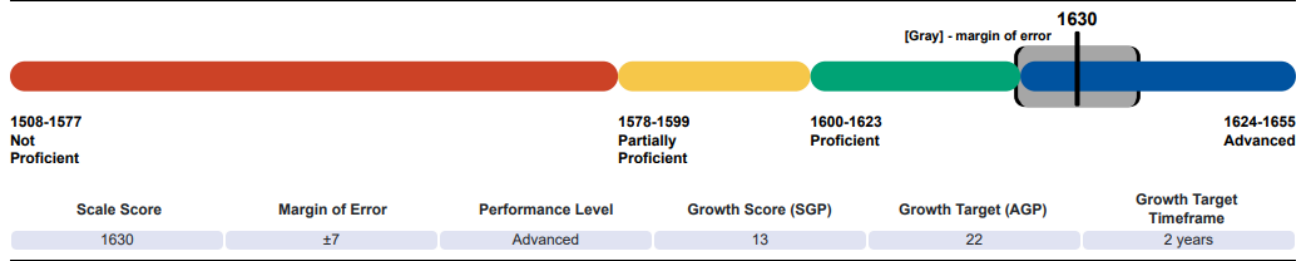 1630
[Gray] - margin of error
1508-1577
Not
Proficient
1578-1599
Partially
Proficient
1600-1623
Proficient
1624-1655
Advanced
Scale Score Margin of Error Performance Level Growth Score (SGP) Growth Target (AGP) Growth Target
Timeframe
1630 ±7 Advanced 13 22 2 years